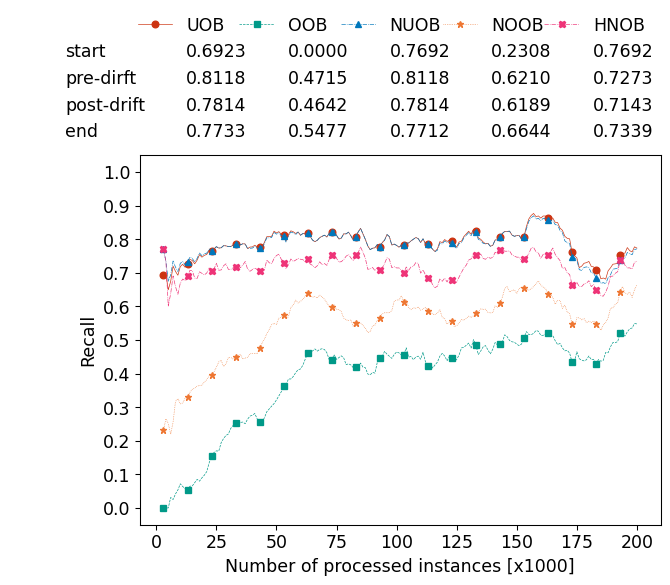 UOB OOB NUOB NOOB HNOB
start 0.6923 0.0000 0.7692 0.2308 0.7692
pre-dirft 0.8118 0.4715 0.8118 0.6210 0.7273
post-drift 0.7814 0.4642 0.7814 0.6189 0.7143
end 0.7733 0.5477 0.7712 0.6644 0.7339
1.0
0.9
0.8
0.7
0.6
0.5
0.4
0.3
0.2
0.1
0.0
Recall
0 25 50 75 100 125 150 175 200
Number of processed instances [x1000]